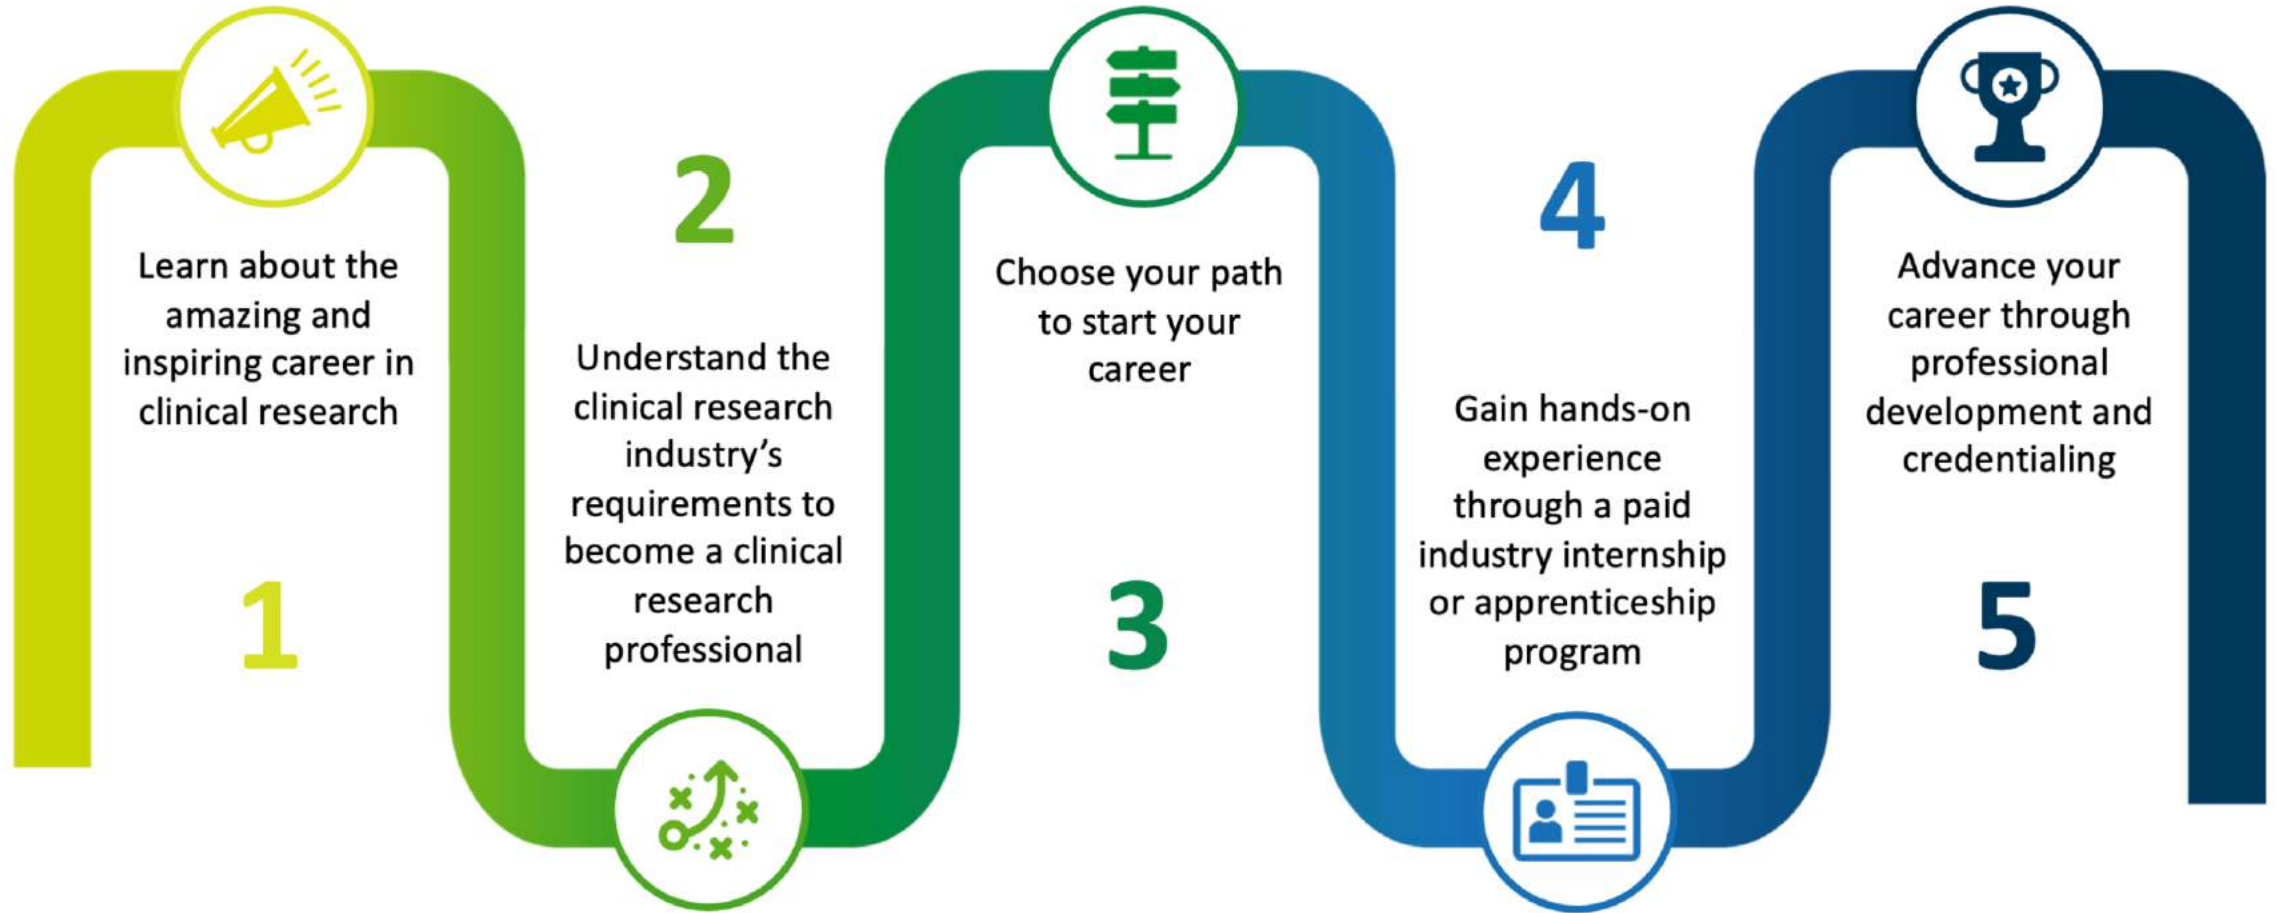 Learn about the
amazing and
inspiring career in
clinical research
1
2
Understand the
clinical research
industry’s
requirements to
become a clinical
research
professional
Choose your path
to start your
career
3
4
Gain hands-on
experience
through a paid
industry internship
or apprenticeship
program
Advance your
career through
professional
development and
credentialing
5